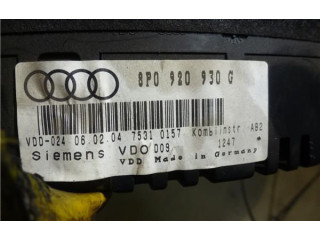 8P0 920 930 G
VDO-024 06.02.04 7531 0157 Kombiinstr. AB2
Siemens VDO 009 1247
VDD Made in Germany